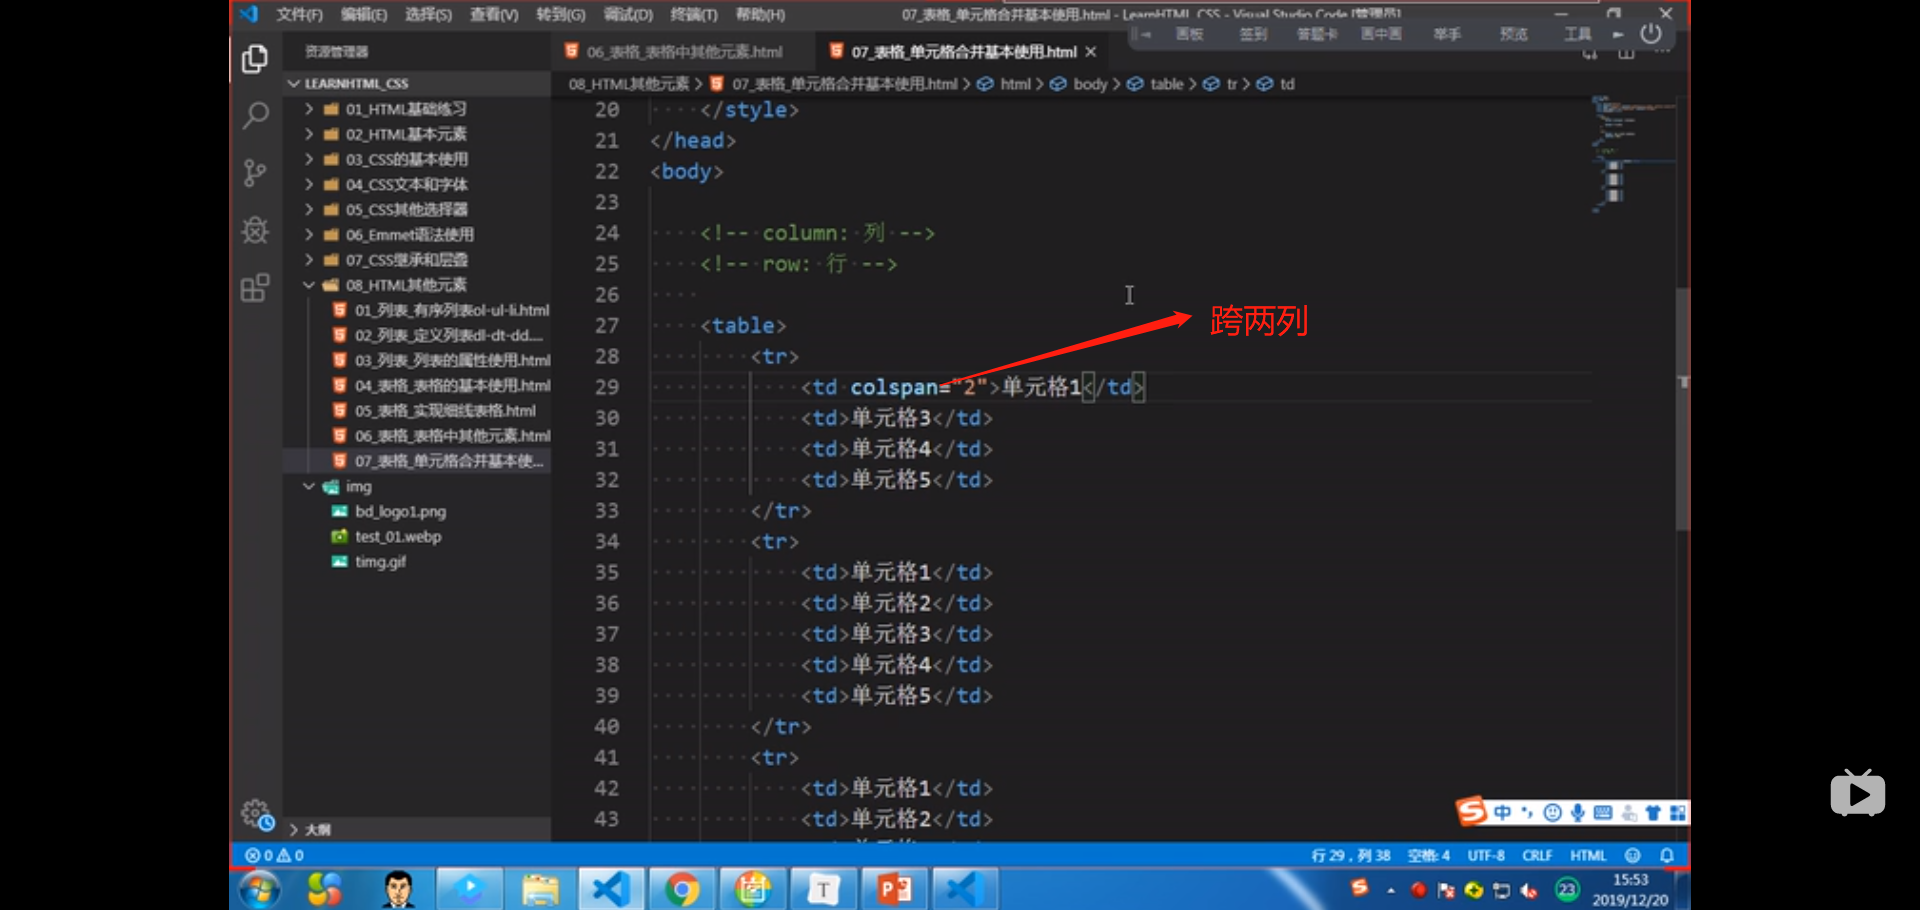 文件(F) 编辑(E) 选择(S) 查看(V) 转到(G) 调试(D) 终端(T) 帮助(H) 07_表格_单元格合并基本使用.html - LearnHTML_CSS - Visual Studio Code [管理员]
画板 签到 答题卡 画中画 举手 预览 工具
资源管理器
06_表格_表格中其他元素.html
07_表格_单元格合并基本使用.html
LEARNHTML_CSS
01_HTML基础练习
02_HTML基本元素
03_CSS的基本使用
04_CSS文本和字体
05_CSS其他选择器
06_Emmet语法使用
07_CSS继承和层叠
08_HTML其他元素
01_列表_有序列表ol-ul-li.html
02_列表_定义列表dl-dt-dd....
03_列表_列表的属性使用.html
04_表格_表格的基本使用.html
05_表格_实现细线表格.html
06_表格_表格中其他元素.html
07_表格_单元格合并基本使...
img
bd_logo1.png
test_01.webp
timg.gif
大纲
08_HTML其他元素 > 07_表格_单元格合并基本使用.html > html > body > table > tr > td
20 </style>
21 </head>
22 <body>
23
24 <!-- column: 列 -->
25 <!-- row: 行 -->
26
27 <table>
28 <tr>
29 <td colspan="2">单元格1</td>
30 <td>单元格3</td>
31 <td>单元格4</td>
32 <td>单元格5</td>
33 </tr>
34 <tr>
35 <td>单元格1</td>
36 <td>单元格2</td>
37 <td>单元格3</td>
38 <td>单元格4</td>
39 <td>单元格5</td>
40 </tr>
41 <tr>
42 <td>单元格1</td>
43 <td>单元格2</td>
跨两列
中
0 0
行 29，列 38 空格: 4 UTF-8 CRLF HTML
23
15:53
2019/12/20